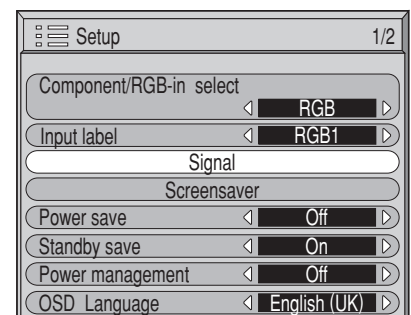 Setup 1/2
Component/RGB-in select
RGB
Input label RGB1
Signal
Screensaver
Power save Off
Standby save On
Power management Off
OSD Language English (UK)